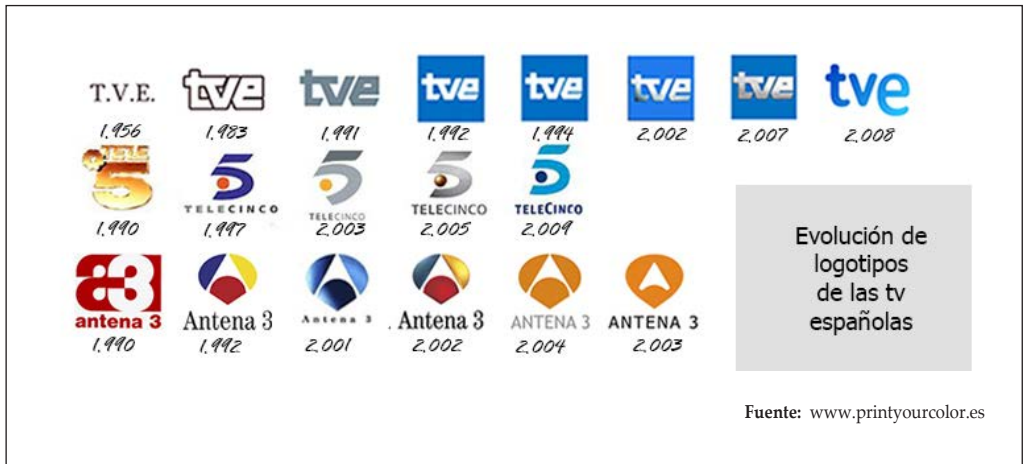 T.V.E. tve tve tve tve tve tve tve
1.956 1.983 1.991 1.992 1.994 2.002 2.007 2.008
TELE 5 5 5 5 5
TELECINCO TELECINCO TELECINCO TELECINCO
1.990 1.997 2.003 2.005 2.009
a3
antena 3 Antena 3 Antena 3 Antena 3 ANTENA 3 ANTENA 3
1.990 1.992 2.001 2.002 2.004 2.003
Evolución de
logotipos
de las tv
españolas
Fuente: www.printyourcolor.es